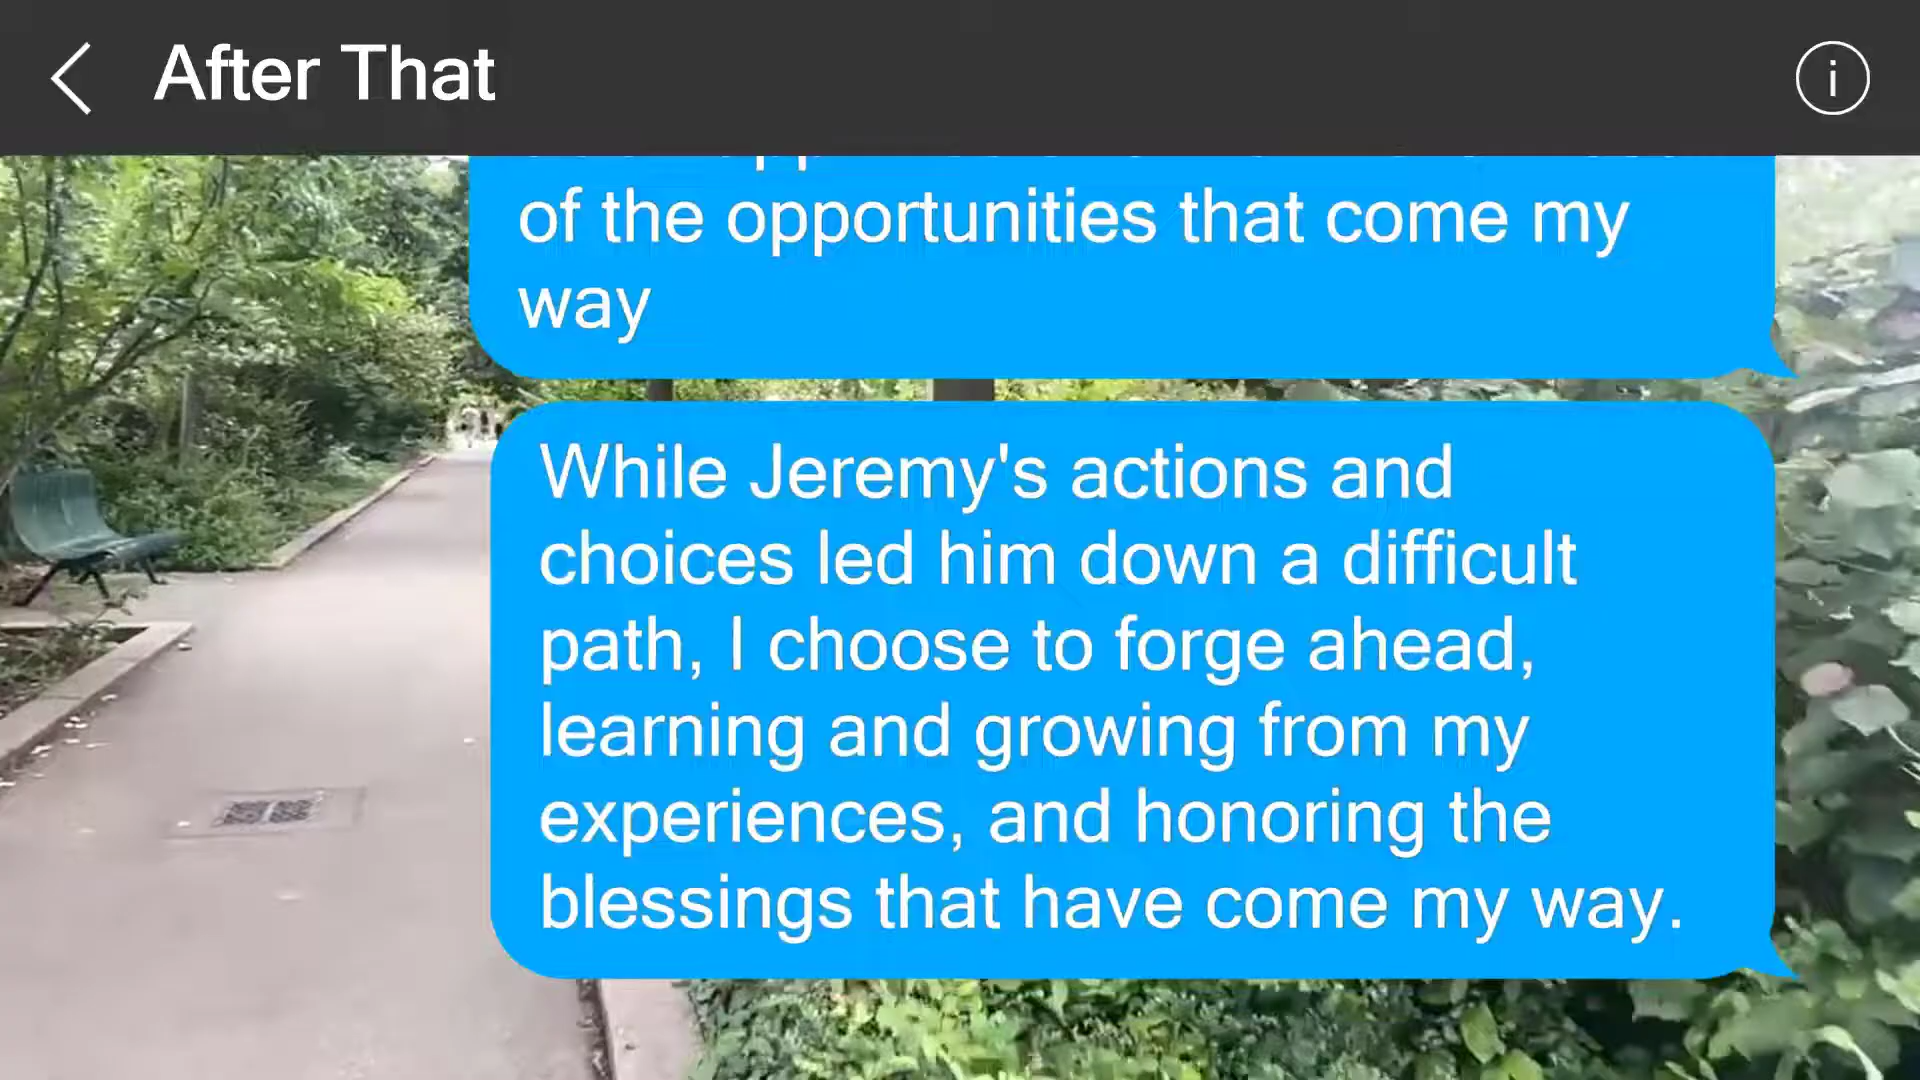 After That
of the opportunities that come my
way
While Jeremy's actions and
choices led him down a difficult
path, I choose to forge ahead,
learning and growing from my
experiences, and honoring the
blessings that have come my way.